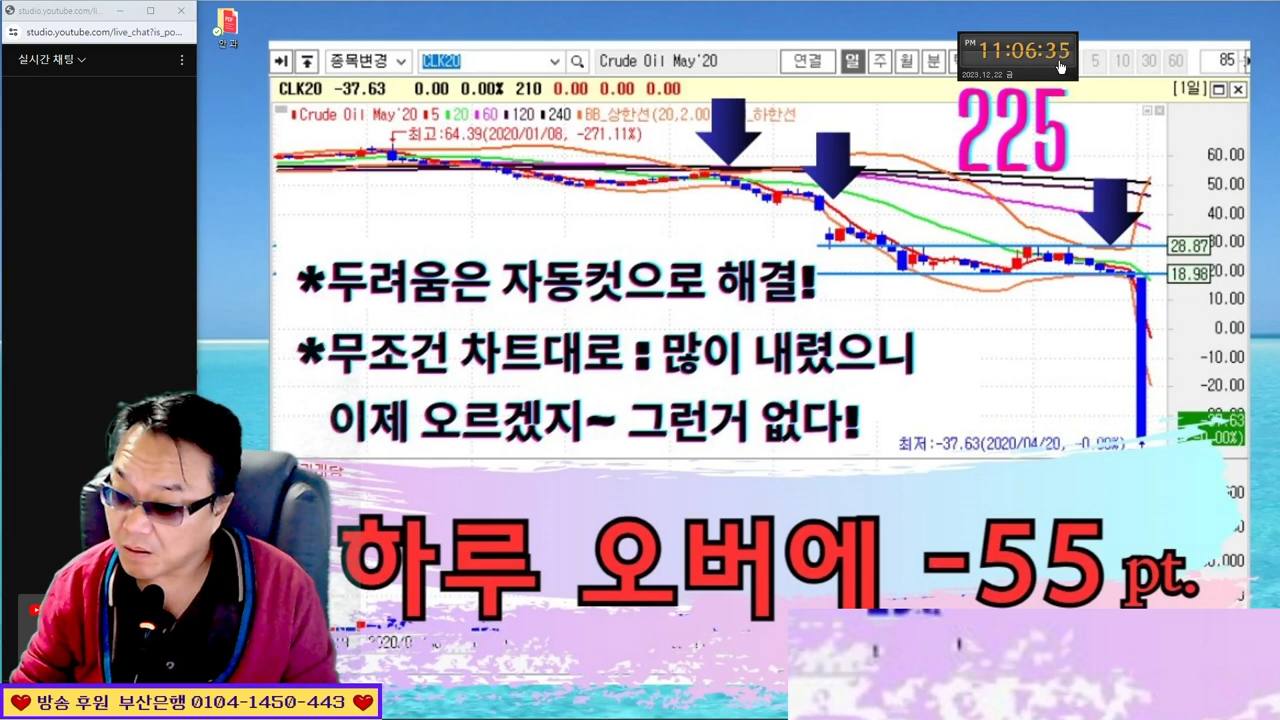 studio.youtube.com/li...
studio.youtube.com/live_chat?is_po...
실시간 채팅
PDF
안 과
종목변경
CLK20
Crude Oil May'20
연결
일
주
월
분
5
10
30
60
85
PM 11:06:35
2023.12.22 금
CLK20 -37.63 0.00 0.00% 210 0.00 0.00 0.00
[1일]
Crude Oil May'20 5 20 60 120 240 BB_상한선(20,2.00
_하한선
225
최고:64.39(2020/01/08, -271.11%)
60.00
50.00
40.00
28.87
20.00
18.98
10.00
0.00
-10.00
-20.00
*두려움은 자동컷으로 해결!
*무조건 차트대로 : 많이 내렸으니
이제 오르겠지~ 그런거 없다!
최저:-37.63(2020/04/20, -0.00%)
하루 오버에 -55 pt.
방송 후원 부산은행 0104-1450-443